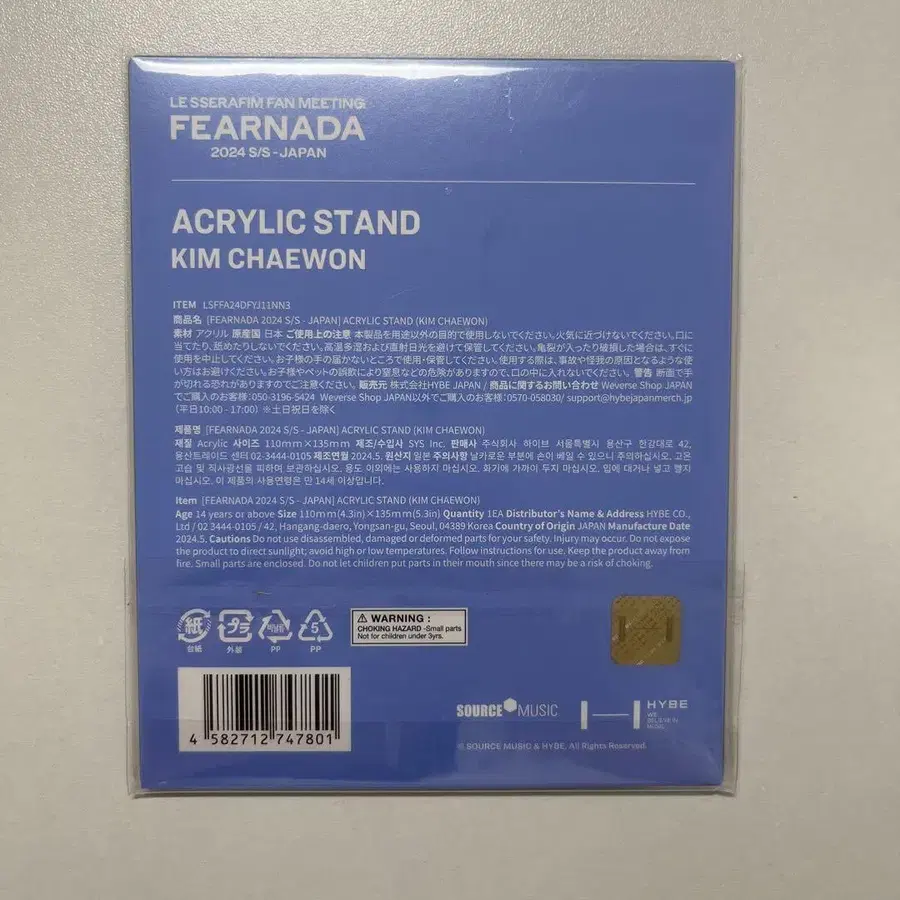 LE SSERAFIM FAN MEETING:
FEARNADA
2024 S/S - JAPAN
ACRYLIC STAND
KIM CHAEWON
ITEM LSFFA24DFYJ11NN3
商品名 [FEARNADA 2024 S/S - JAPAN] ACRYLIC STAND (KIM CHAEWON)
素材 アクリル 原産国 日本 ご使用上の注意 本製品を用途以外の目的で使用しないでください。火気に近づけないでください。口に
当てたり、舐めたりしないでください。高温多湿および直射日光を避けて保管してください。亀裂が入ったり破損した場合は、すぐに
使用を中止してください。お子様の手の届かないところで使用・保管してください。使用する際は、事故や怪我の原因となるような使
い方はお避けください。お子様やペットの誤飲により窒息などの危険がありますので、口の中に入れないでください。警告 断面で手
が切れる恐れがありますのでご注意ください。販売元 株式会社HYBE JAPAN / 商品に関するお問い合わせ Weverse Shop JAPAN
でご購入のお客様:050-3196-5424 Weverse Shop JAPAN以外でご購入のお客様:0570-058030/ support@hybejapanmerch.jp
(平日10:00 - 17:00) ※土日祝日を除く
제품명 [FEARNADA 2024 S/S - JAPAN] ACRYLIC STAND (KIM CHAEWON)
재질 Acrylic 사이즈 110mm×135mm 제조/수입사 SYS Inc. 판매사 주식회사 하이브 서울특별시 용산구 한강대로 42,
용산트레이드 센터 02-3444-0105 제조연월 2024.5. 원산지 일본 주의사항 날카로운 부분에 손이 베일 수 있으니 주의하십시오. 고온
고습 및 직사광선을 피하여 보관하십시오. 용도 이외에는 사용하지 마십시오. 화기에 가까이 두지 마십시오. 입에 대거나 넣고 빨지
마십시오. 이 제품의 사용연령은 만 14세 이상입니다.
Item [FEARNADA 2024 S/S - JAPAN] ACRYLIC STAND (KIM CHAEWON)
Age 14 years or above Size 110mm(4.3in)×135mm(5.3in) Quantity 1EA Distributor's Name & Address HYBE CO.,
Ltd / 02 3444-0105 / 42, Hangang-daero, Yongsan-gu, Seoul, 04389 Korea Country of Origin JAPAN Manufacture Date
2024.5. Cautions Do not use disassembled, damaged or deformed parts for your safety. Injury may occur. Do not expose
the product to direct sunlight; avoid high or low temperatures. Follow instructions for use. Keep the product away from
fire. Small parts are enclosed. Do not let children put parts in their mouth since there may be a risk of choking.
紙 プラ 5
台紙 外装 PP PP
WARNING :
CHOKING HAZARD -Small parts
Not for children under 3yrs.
4 582712 747801
SOURCE MUSIC
HYBE
WE
BELIEVE IN
MUSIC
© SOURCE MUSIC & HYBE. All Rights Reserved.